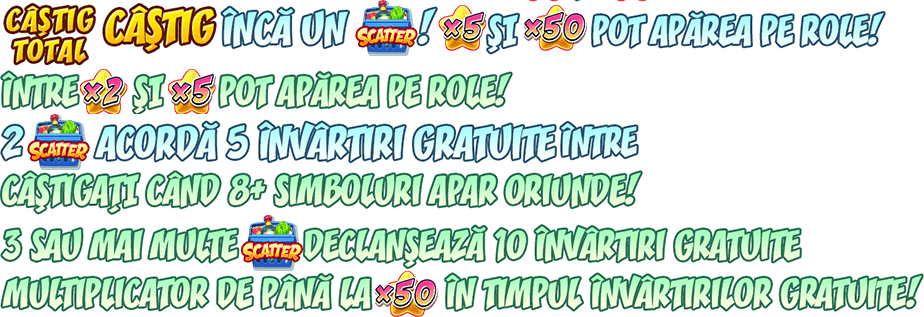 CÂȘTIG TOTAL CÂȘTIG ÎNCĂ UN SCATTER! ×5 ȘI ×50 POT APĂREA PE ROLE!
ÎNTRE ×2 ȘI ×5 POT APĂREA PE ROLE!
2 SCATTER ACORDĂ 5 ÎNVÂRTIRI GRATUITE ÎNTRE
CÂȘTIGAȚI CÂND 8+ SIMBOLURI APAR ORIUNDE!
3 SAU MAI MULTE SCATTER DECLANȘEAZĂ 10 ÎNVÂRTIRI GRATUITE
MULTIPLICATOR DE PÂNĂ LA ×50 ÎN TIMPUL ÎNVÂRTIRILOR GRATUITE!